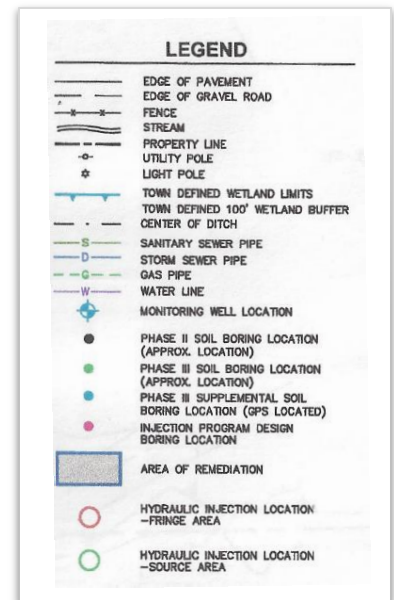 LEGEND
EDGE OF PAVEMENT
EDGE OF GRAVEL ROAD
FENCE
STREAM
PROPERTY LINE
UTILITY POLE
LIGHT POLE
TOWN DEFINED WETLAND LIMITS
TOWN DEFINED 100' WETLAND BUFFER
CENTER OF DITCH
S SANITARY SEWER PIPE
D STORM SEWER PIPE
G GAS PIPE
W WATER LINE
MONITORING WELL LOCATION
PHASE II SOIL BORING LOCATION
(APPROX. LOCATION)
PHASE III SOIL BORING LOCATION
(APPROX. LOCATION)
PHASE III SUPPLEMENTAL SOIL
BORING LOCATION (GPS LOCATED)
INJECTION PROGRAM DESIGN
BORING LOCATION
AREA OF REMEDIATION
HYDRAULIC INJECTION LOCATION
-FRINGE AREA
HYDRAULIC INJECTION LOCATION
-SOURCE AREA